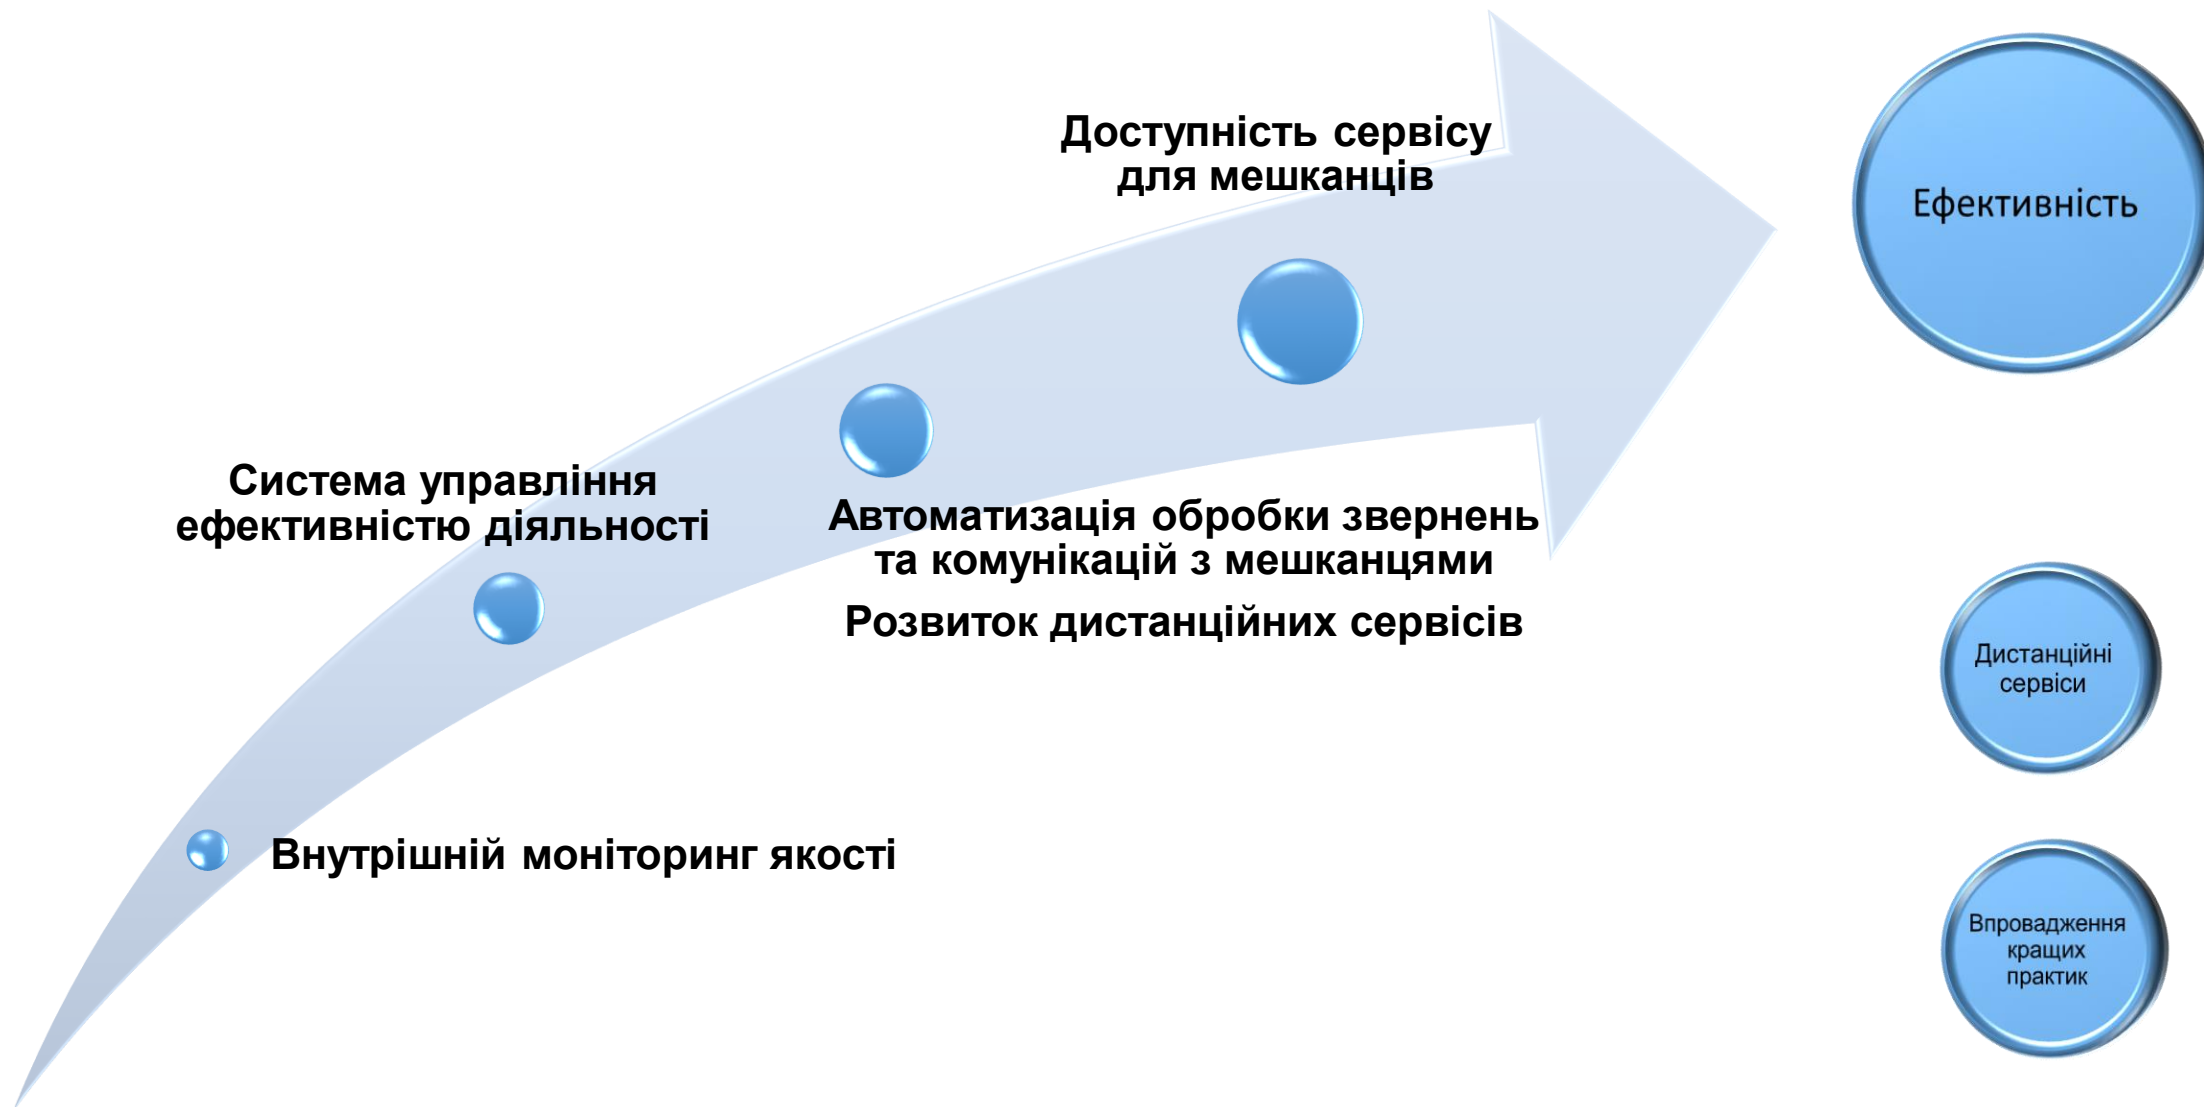 Доступність сервісу
для мешканців
Ефективність
Система управління
ефективністю діяльності
Автоматизація обробки звернень
та комунікацій з мешканцями
Розвиток дистанційних сервісів
Дистанційні
сервіси
Внутрішній моніторинг якості
Впровадження
кращих
практик